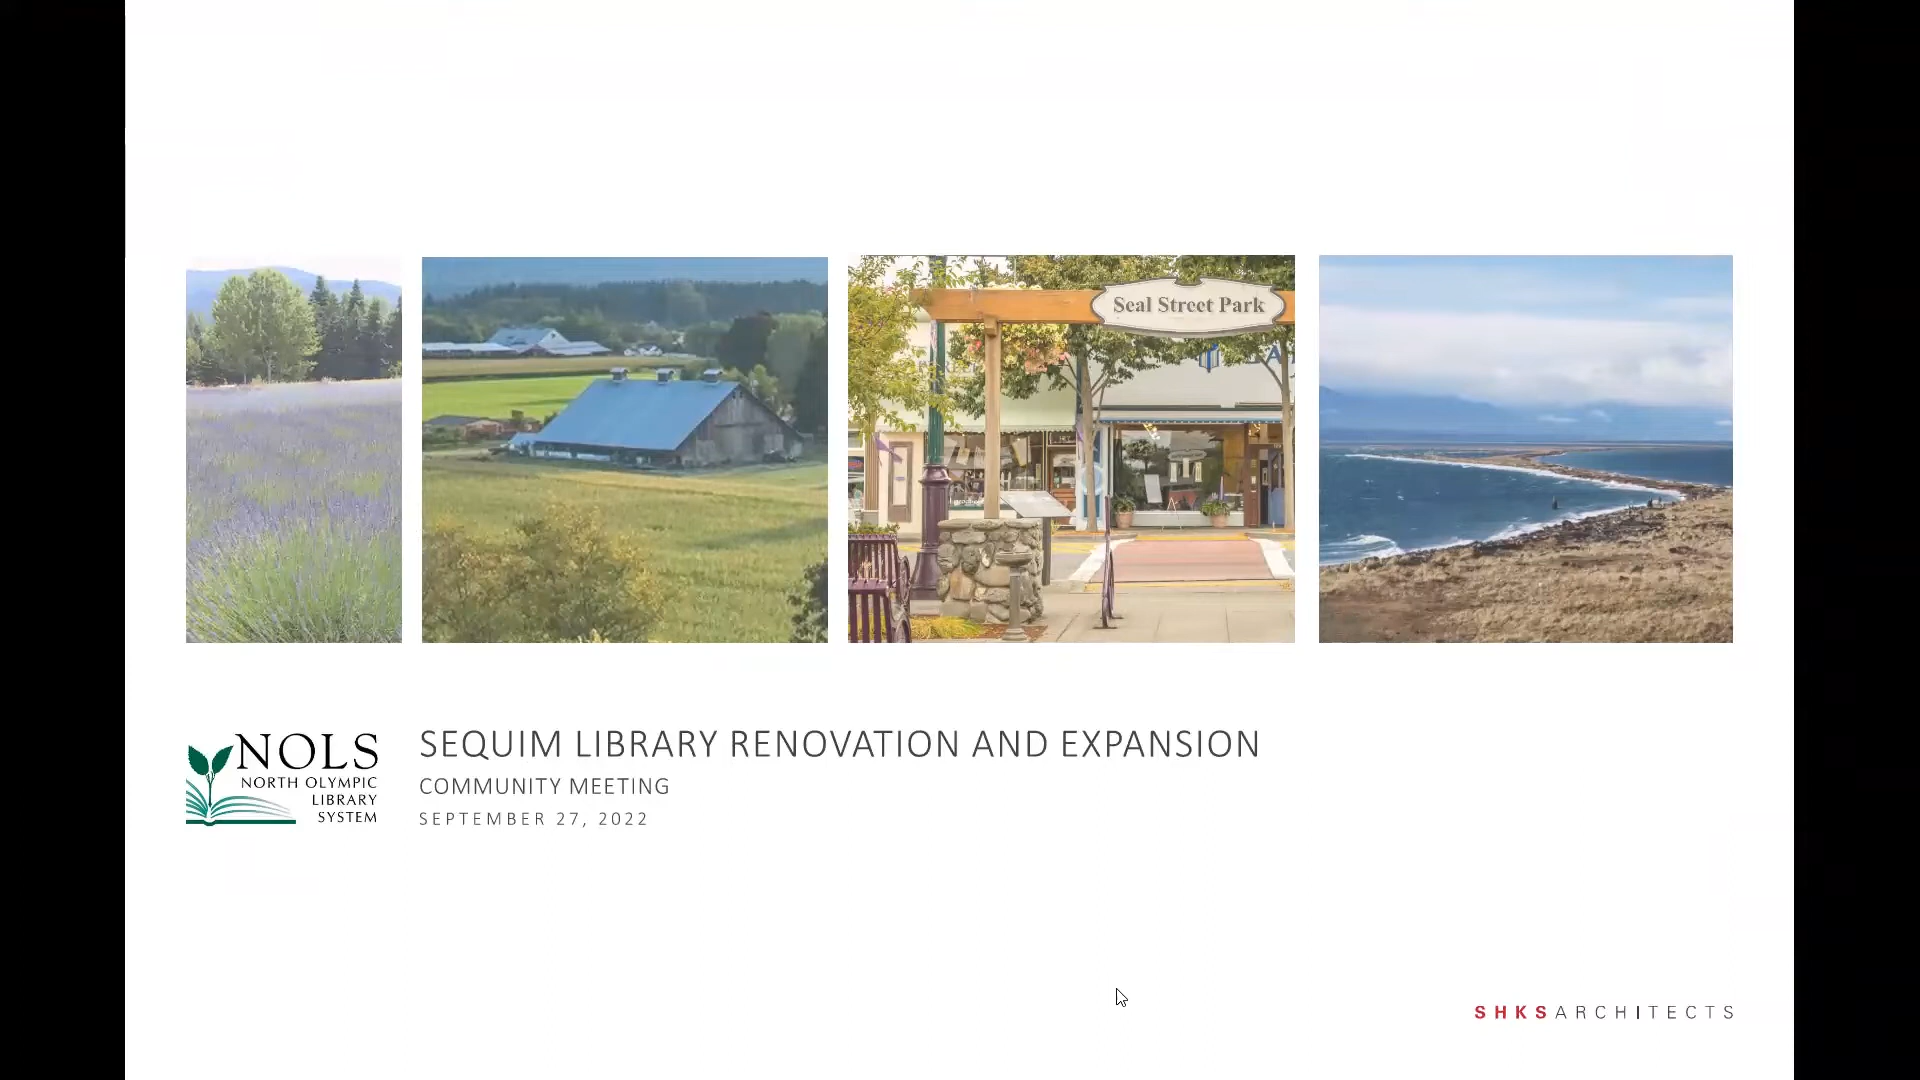 Seal Street Park
NOLS
NORTH OLYMPIC
LIBRARY
SYSTEM
SEQUIM LIBRARY RENOVATION AND EXPANSION
COMMUNITY MEETING
SEPTEMBER 27, 2022
SHKSARCHITECTS